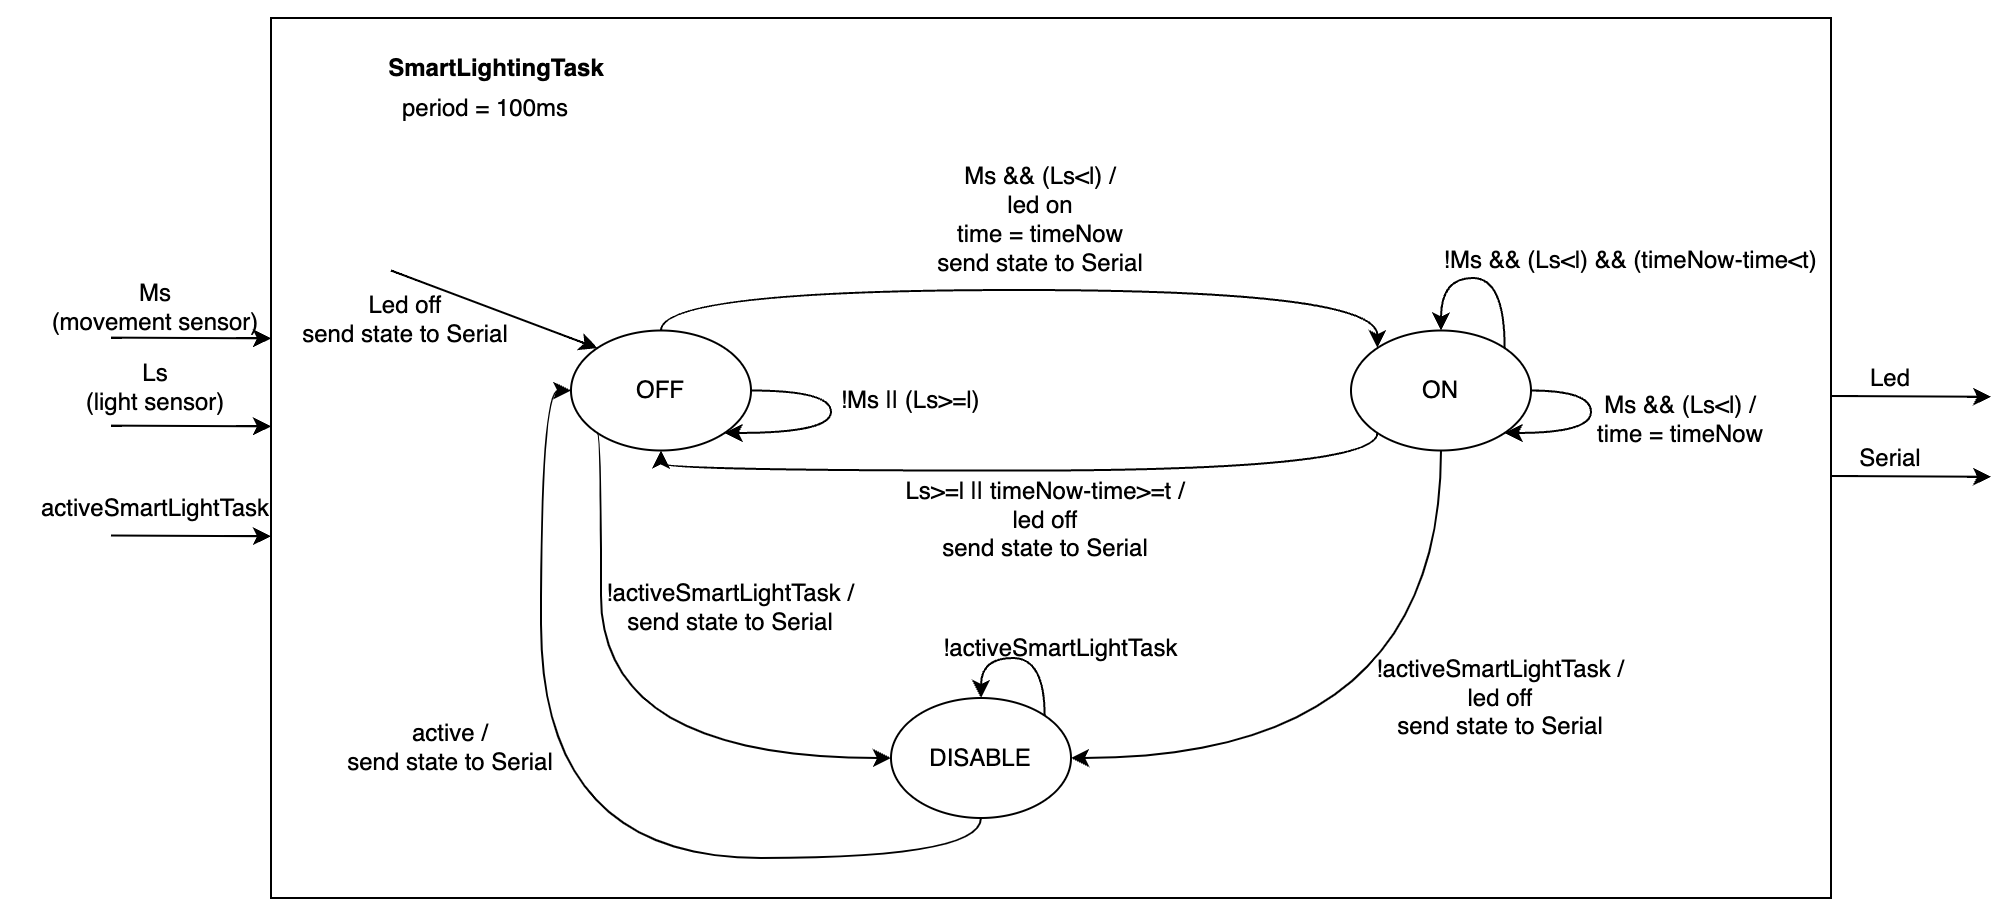 SmartLightingTask
period = 100ms
Ms && (Ls<l) /
led on
time = timeNow
send state to Serial
!Ms && (Ls<l) && (timeNow-time<t)
Ms
(movement sensor)
Led off
send state to Serial
Ls
(light sensor)
OFF
!Ms || (Ls>=l)
ON
Ms && (Ls<l) /
time = timeNow
Led
Serial
activeSmartLightTask
Ls>=l || timeNow-time>=t /
led off
send state to Serial
!activeSmartLightTask /
send state to Serial
!activeSmartLightTask
!activeSmartLightTask /
led off
send state to Serial
active /
send state to Serial
DISABLE